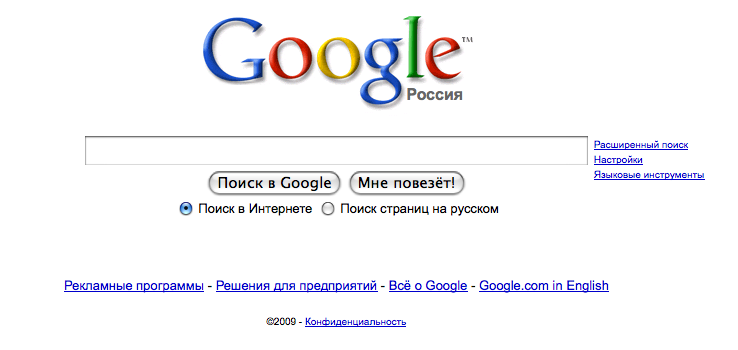 Google™
Россия
Расширенный поиск
Настройки
Языковые инструменты
Поиск в Google Мне повезёт!
Поиск в Интернете Поиск страниц на русском
Рекламные программы - Решения для предприятий - Всё о Google - Google.com in English
©2009 - Конфиденциальность